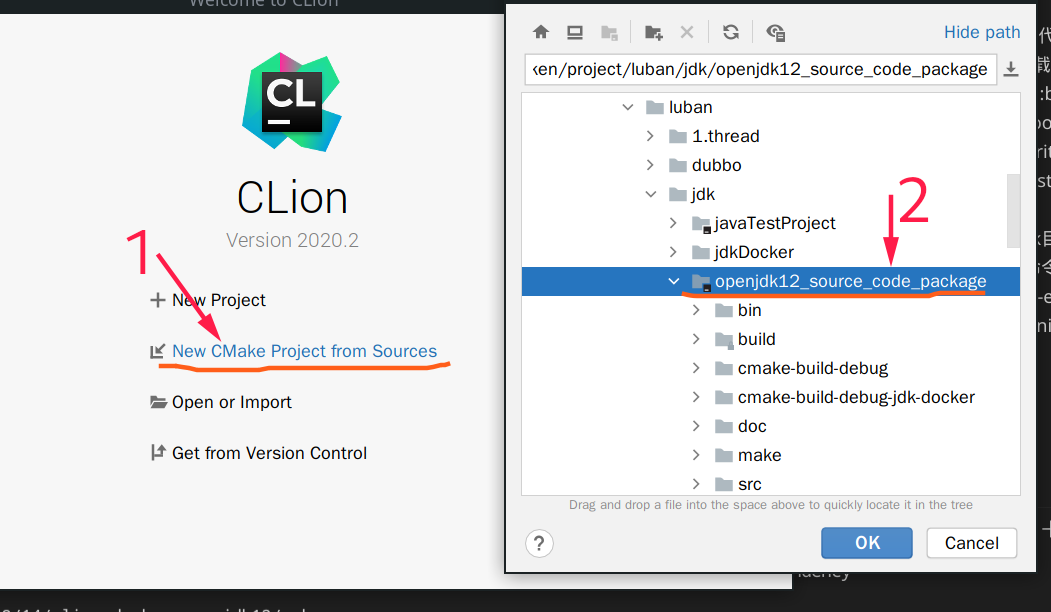 Welcome to CLion
CL
CLion
Version 2020.2
1
New Project
New CMake Project from Sources
Open or Import
Get from Version Control
Hide path
en/project/luban/jdk/openjdk12_source_code_package
luban
1.thread
dubbo
jdk
2
javaTestProject
jdkDocker
openjdk12_source_code_package
bin
build
cmake-build-debug
cmake-build-debug-jdk-docker
doc
make
src
Drag and drop a file into the space above to quickly locate it in the tree
?
OK
Cancel